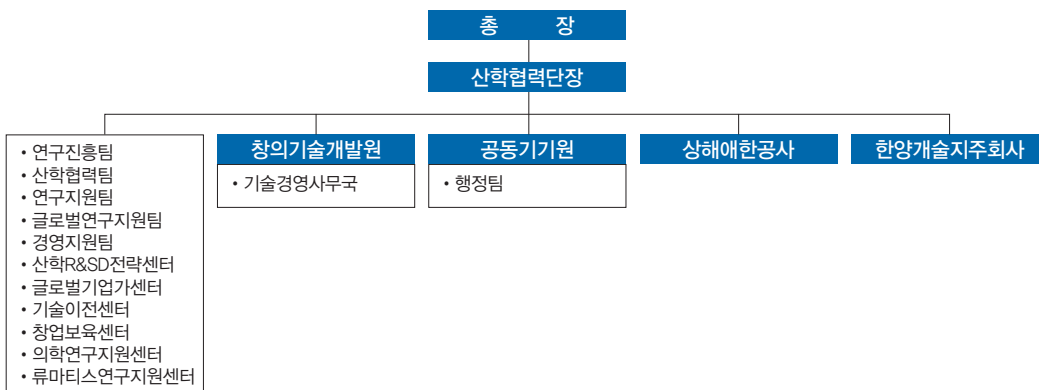 총 장
산학협력단장
• 연구진흥팀
• 산학협력팀
• 연구지원팀
• 글로벌연구지원팀
• 경영지원팀
• 산학R&SD전략센터
• 글로벌기업가센터
• 기술이전센터
• 창업보육센터
• 의학연구지원센터
• 류마티스연구지원센터
창의기술개발원
• 기술경영사무국
공동기기원
• 행정팀
상해애한공사
한양개술지주회사